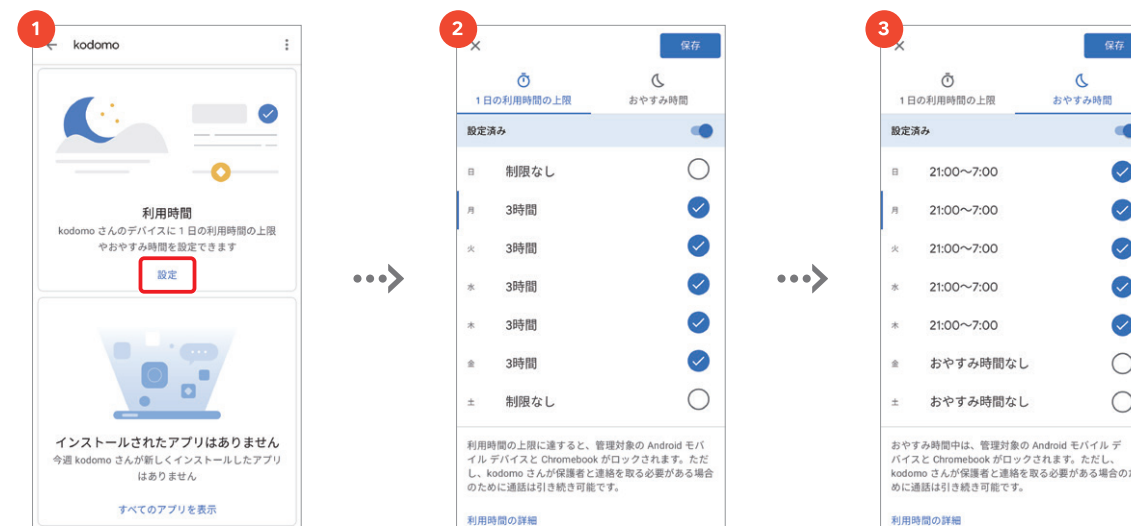 1
kodomo
利用時間
kodomo さんのデバイスに 1 日の利用時間の上限
やおやすみ時間を設定できます
設定
インストールされたアプリはありません
今週 kodomo さんが新しくインストールしたアプリ
はありません
すべてのアプリを表示
2
保存
1日の利用時間の上限
おやすみ時間
設定済み
日 制限なし
月 3時間
火 3時間
水 3時間
木 3時間
金 3時間
土 制限なし
利用時間の上限に達すると、管理対象の Android モバ
イル デバイスと Chromebook がロックされます。ただ
し、kodomo さんが保護者と連絡を取る必要がある場合
のために通話は引き続き可能です。
利用時間の詳細
3
保存
1日の利用時間の上限
おやすみ時間
設定済み
日 21:00〜7:00
月 21:00〜7:00
火 21:00〜7:00
水 21:00〜7:00
木 21:00〜7:00
金 おやすみ時間なし
土 おやすみ時間なし
おやすみ時間中は、管理対象の Android モバイル デ
バイスと Chromebook がロックされます。ただし、
kodomo さんが保護者と連絡を取る必要がある場合のた
めに通話は引き続き可能です。
利用時間の詳細